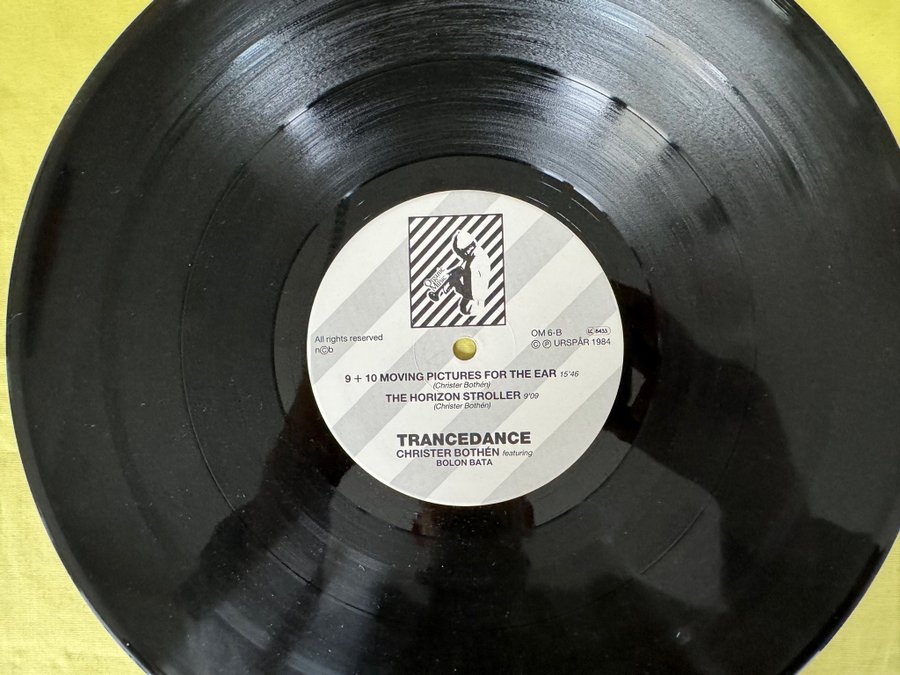 All rights reserved
n©b
OM 6-B
LC 8433
© ℗ URSPÅR 1984
9 + 10 MOVING PICTURES FOR THE EAR 15'46
(Christer Bothén)
THE HORIZON STROLLER 9'09
(Christer Bothén)
TRANCEDANCE
CHRISTER BOTHÉN featuring
BOLON BATA